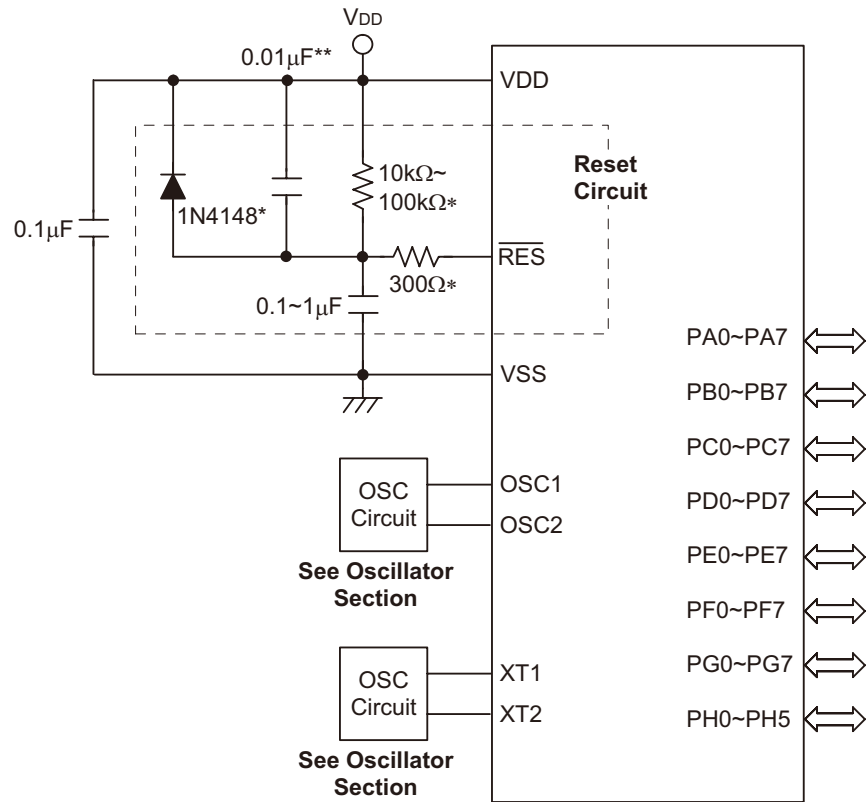 VDD
0.01μF**
VDD
10kΩ~
100kΩ*
Reset
Circuit
1N4148*
0.1μF
RES
300Ω*
0.1~1μF
VSS
PA0~PA7
PB0~PB7
PC0~PC7
PD0~PD7
PE0~PE7
PF0~PF7
PG0~PG7
PH0~PH5
OSC
Circuit
OSC1
OSC2
See Oscillator
Section
OSC
Circuit
XT1
XT2
See Oscillator
Section